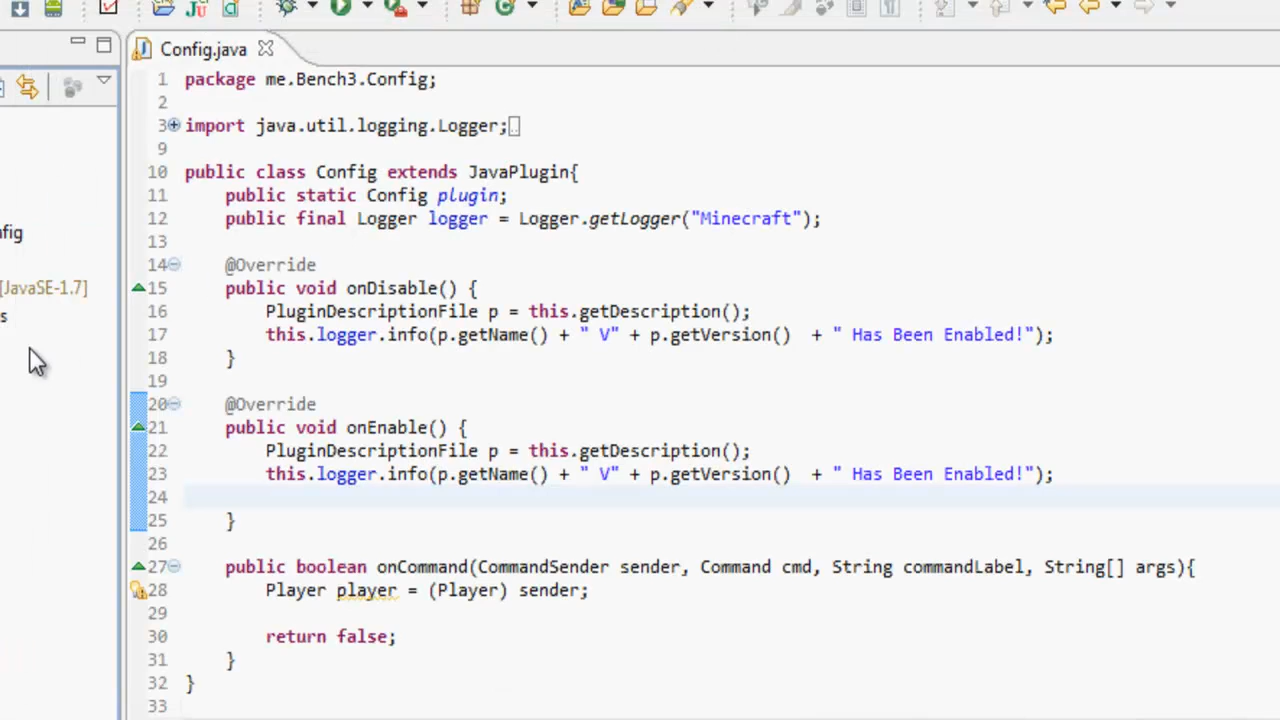 Config.java
1 package me.Bench3.Config;
2
3 import java.util.logging.Logger;
9
nfig
10 public class Config extends JavaPlugin{
11 public static Config plugin;
12 public final Logger logger = Logger.getLogger("Minecraft");
13
14 @Override
[JavaSE-1.7]
15 public void onDisable() {
s
16 PluginDescriptionFile p = this.getDescription();
17 this.logger.info(p.getName() + " V" + p.getVersion()  + " Has Been Enabled!");
18 }
19
20 @Override
21 public void onEnable() {
22 PluginDescriptionFile p = this.getDescription();
23 this.logger.info(p.getName() + " V" + p.getVersion()  + " Has Been Enabled!");
24
25 }
26
27 public boolean onCommand(CommandSender sender, Command cmd, String commandLabel, String[] args){
28 Player player = (Player) sender;
29
30 return false;
31 }
32 }
33